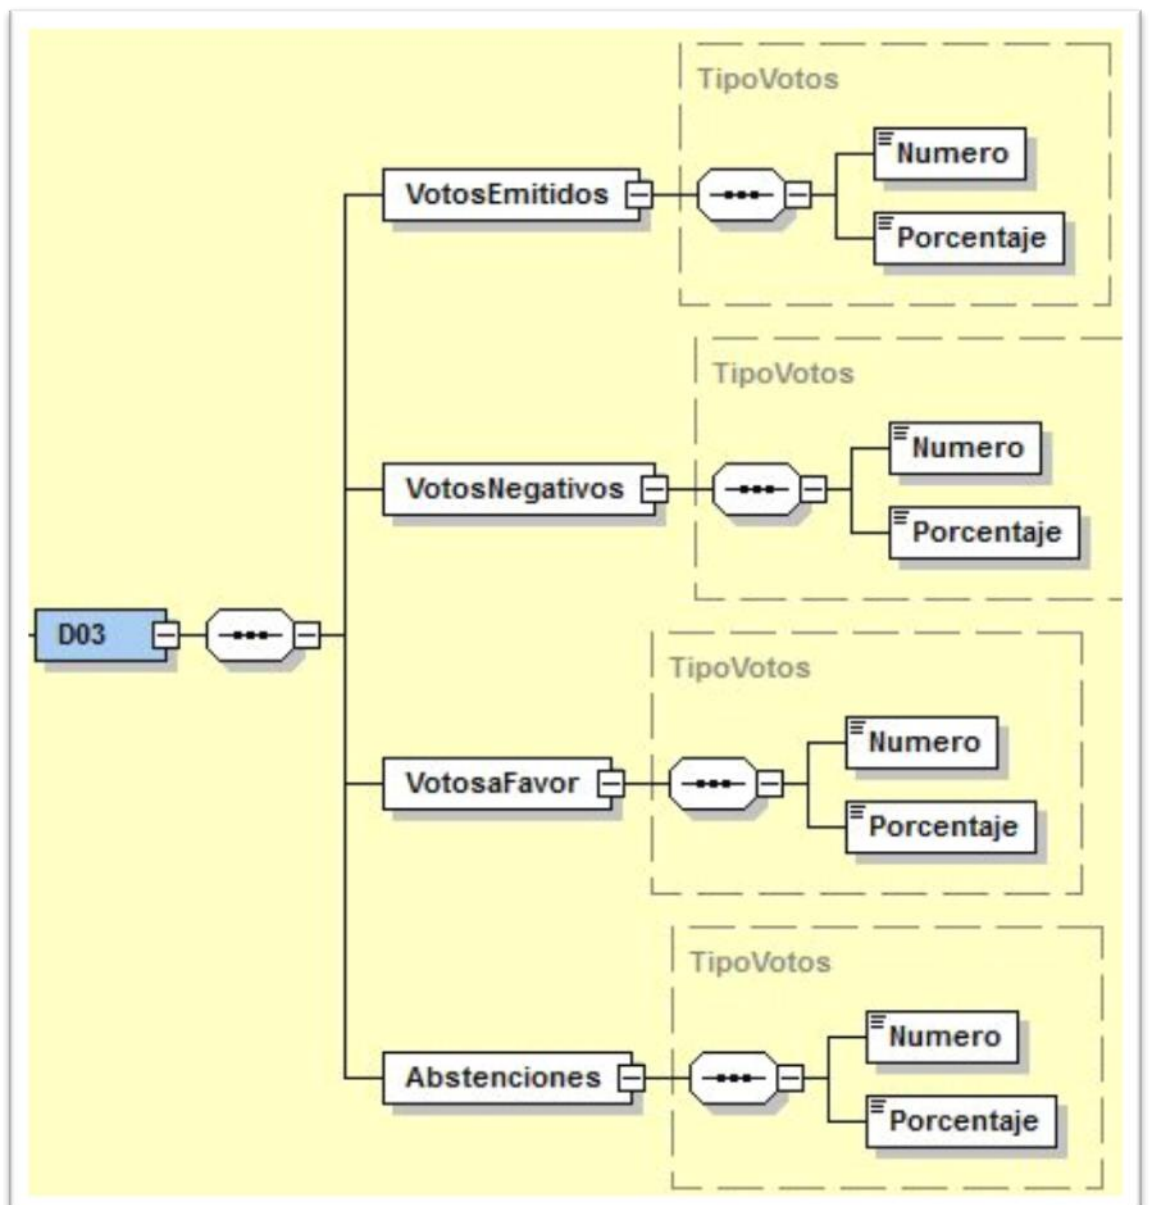 TipoVotos
Numero
VotosEmitidos
Porcentaje
TipoVotos
Numero
VotosNegativos
Porcentaje
D03
TipoVotos
Numero
VotosaFavor
Porcentaje
TipoVotos
Numero
Abstenciones
Porcentaje